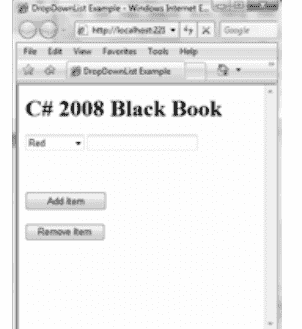 DropDownList Example - Windows Internet E...
http://localhost:221
Google
File Edit View Favorites Tools Help
DropDownList Example
C# 2008 Black Book
Red
Add item
Remove Item